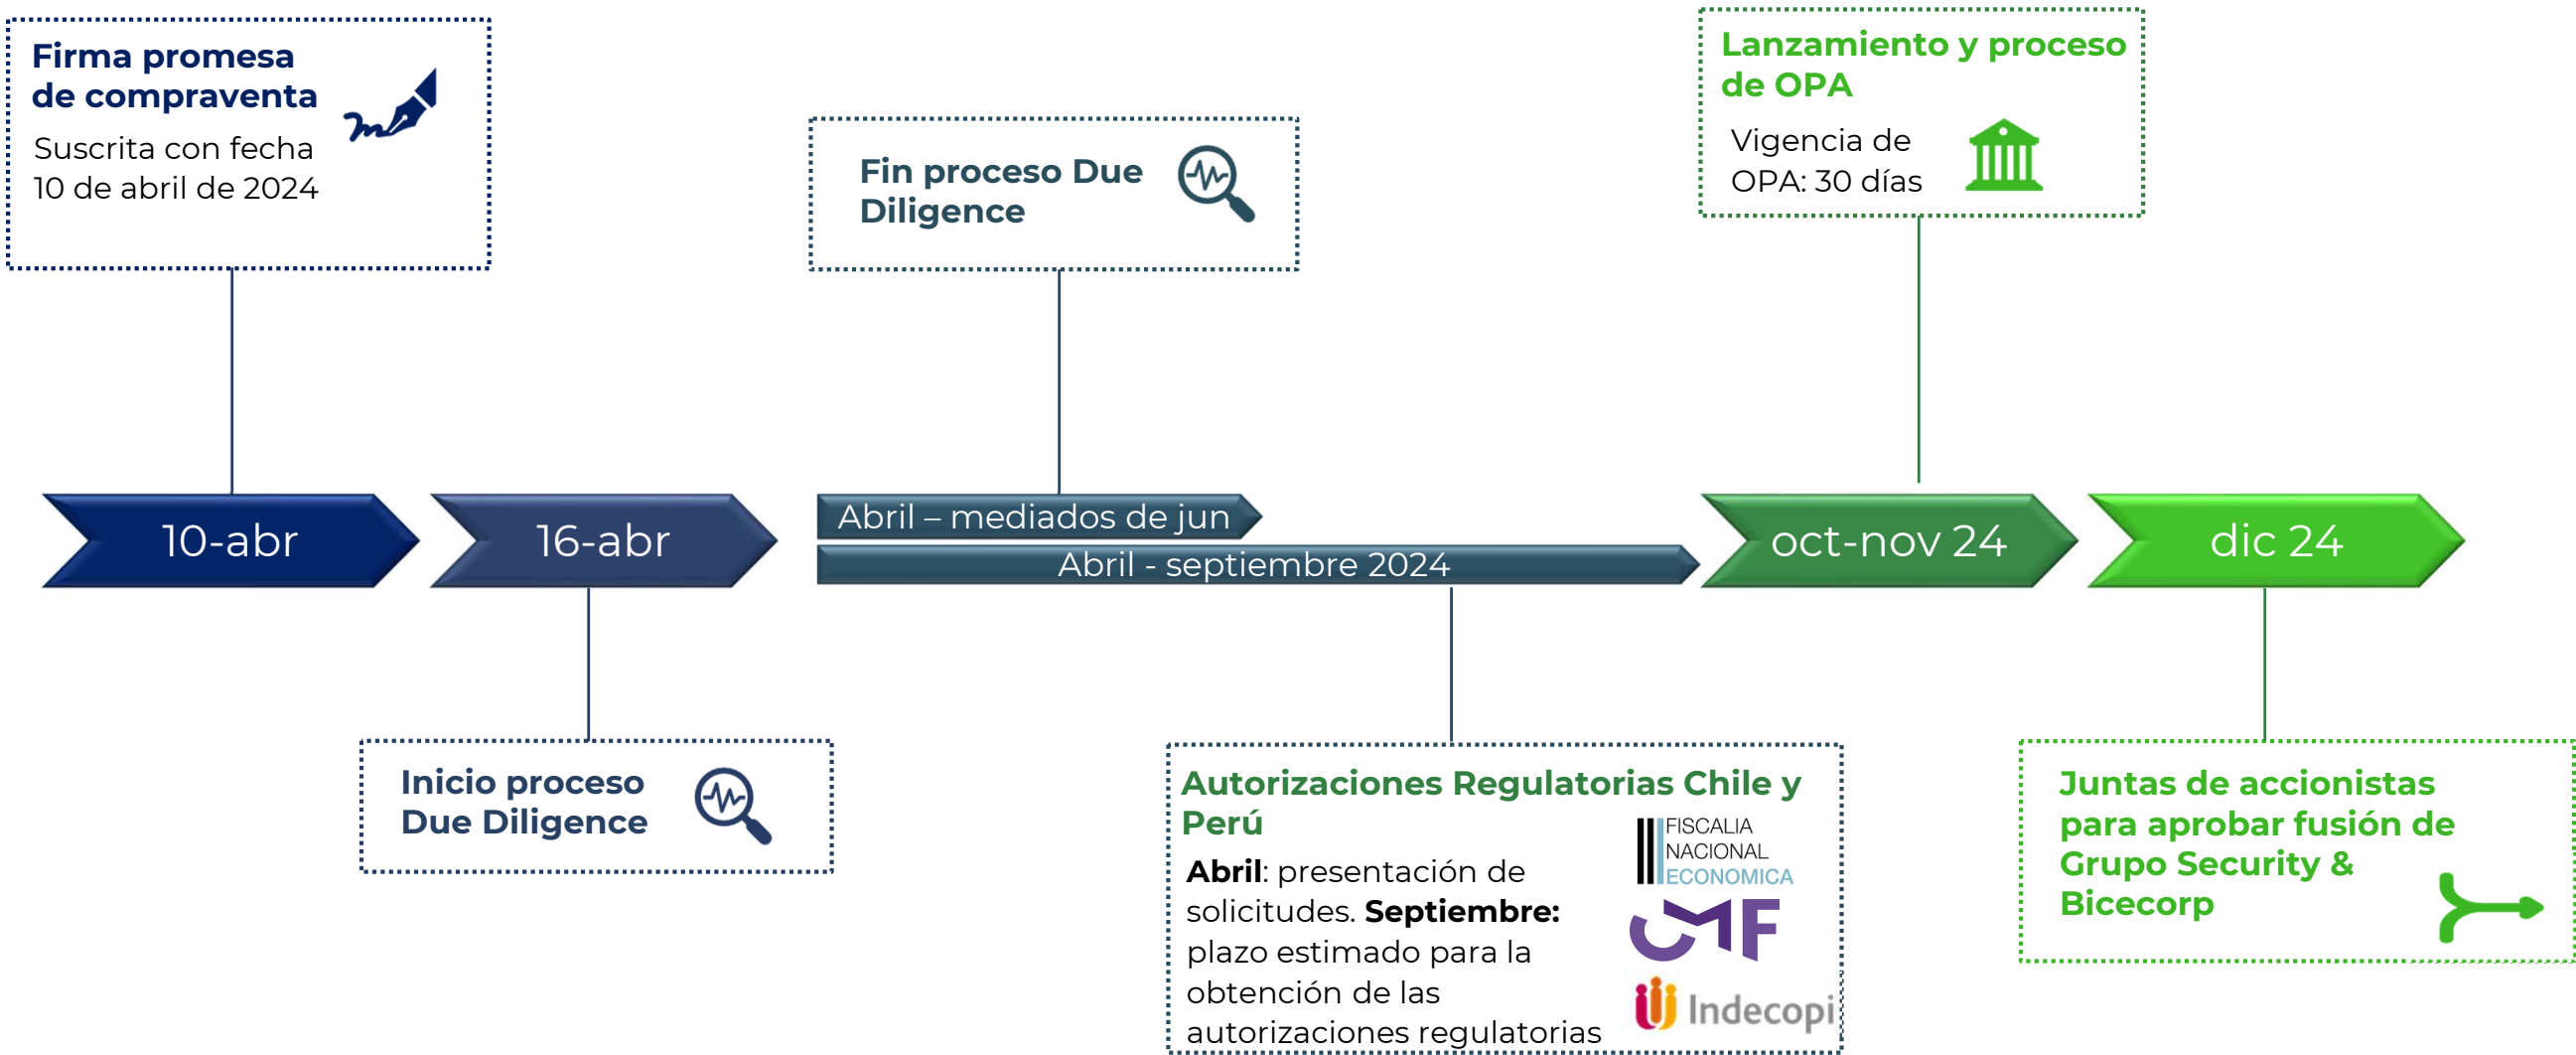 Firma promesa
de compraventa
Suscrita con fecha
10 de abril de 2024
Fin proceso Due
Diligence
Lanzamiento y proceso
de OPA
Vigencia de
OPA: 30 días
10-abr
16-abr
Abril – mediados de jun
Abril - septiembre 2024
oct-nov 24
dic 24
Inicio proceso
Due Diligence
Autorizaciones Regulatorias Chile y
Perú
Abril: presentación de
solicitudes. Septiembre:
plazo estimado para la
obtención de las
autorizaciones regulatorias
FISCALIA
NACIONAL
ECONOMICA
CMF
Indecopi
Juntas de accionistas
para aprobar fusión de
Grupo Security &
Bicecorp